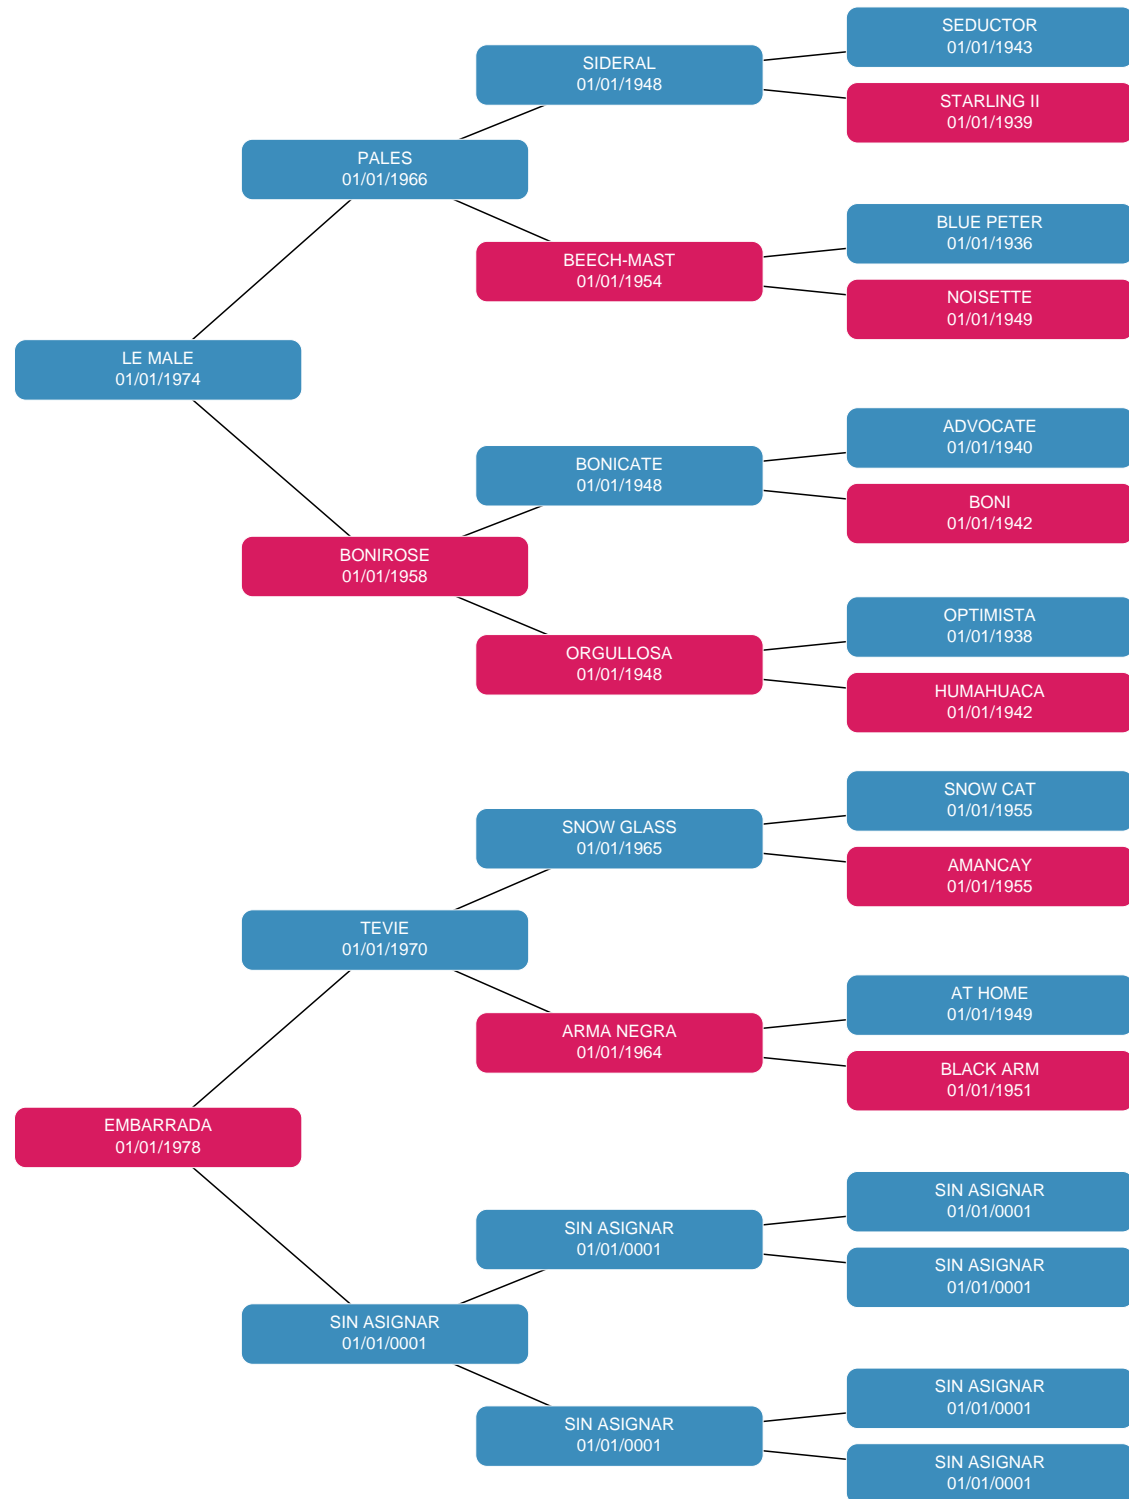 SEDUCTOR
01/01/1943
SIDERAL
01/01/1948
STARLING II
01/01/1939
PALES
01/01/1966
BLUE PETER
01/01/1936
BEECH-MAST
01/01/1954
NOISETTE
01/01/1949
LE MALE
01/01/1974
ADVOCATE
01/01/1940
BONICATE
01/01/1948
BONI
01/01/1942
BONIROSE
01/01/1958
OPTIMISTA
01/01/1938
ORGULLOSA
01/01/1948
HUMAHUACA
01/01/1942
SNOW CAT
01/01/1955
SNOW GLASS
01/01/1965
AMANCAY
01/01/1955
TEVIE
01/01/1970
AT HOME
01/01/1949
ARMA NEGRA
01/01/1964
BLACK ARM
01/01/1951
EMBARRADA
01/01/1978
SIN ASIGNAR
01/01/0001
SIN ASIGNAR
01/01/0001
SIN ASIGNAR
01/01/0001
SIN ASIGNAR
01/01/0001
SIN ASIGNAR
01/01/0001
SIN ASIGNAR
01/01/0001
SIN ASIGNAR
01/01/0001